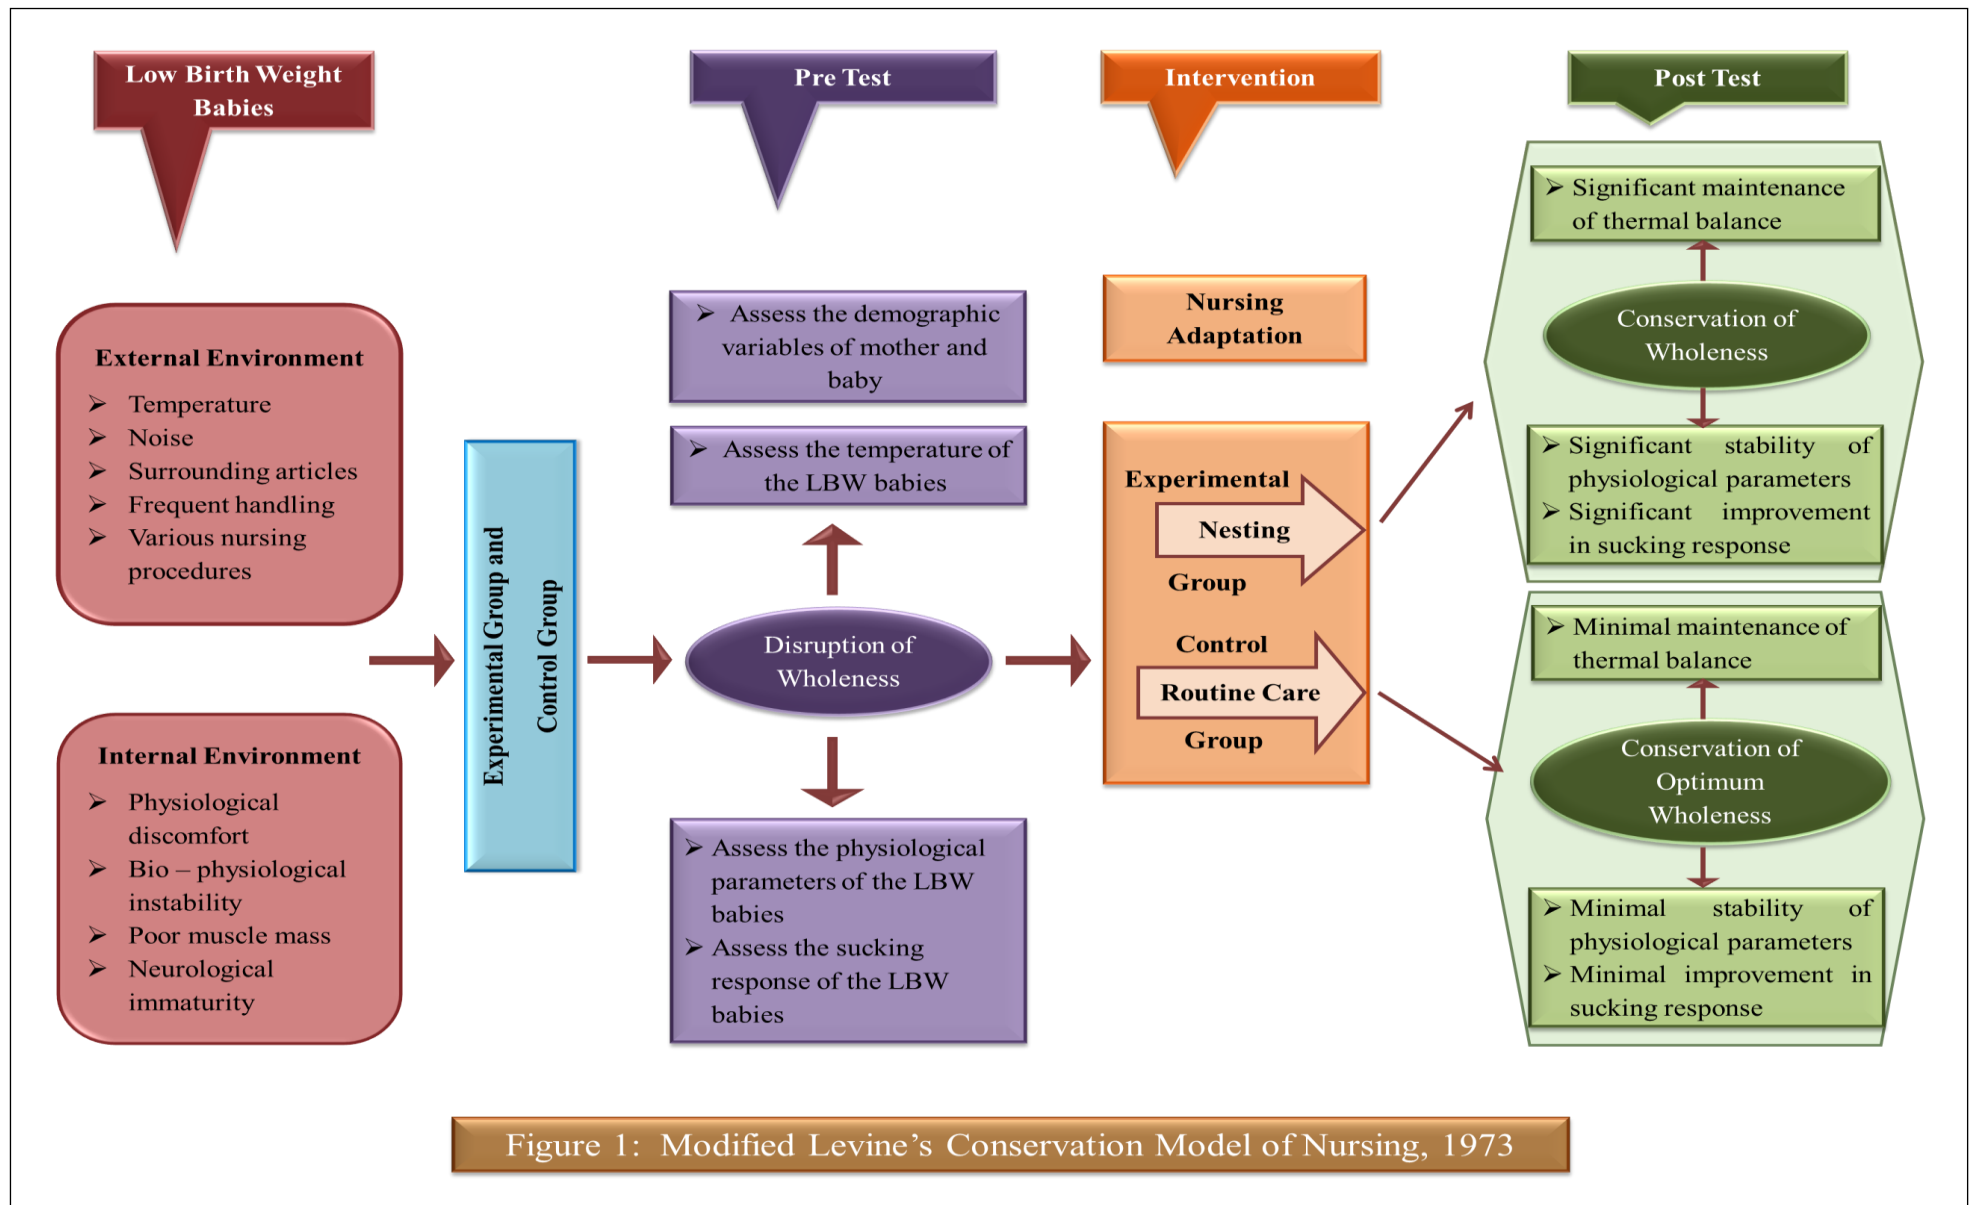 Low Birth Weight
Babies
Pre Test
Intervention
Post Test
External Environment
➢ Temperature
➢ Noise
➢ Surrounding articles
➢ Frequent handling
➢ Various nursing
procedures
Internal Environment
➢ Physiological
discomfort
➢ Bio – physiological
instability
➢ Poor muscle mass
➢ Neurological
immaturity
Experimental Group and
Control Group
➢ Assess the demographic
variables of mother and
baby
➢ Assess the temperature of
the LBW babies
Disruption of
Wholeness
➢ Assess the physiological
parameters of the LBW
babies
➢ Assess the sucking
response of the LBW
babies
Nursing
Adaptation
Experimental
Nesting
Group
Control
Routine Care
Group
➢ Significant maintenance
of thermal balance
Conservation of
Wholeness
➢ Significant stability of
physiological parameters
➢ Significant improvement
in sucking response
➢ Minimal maintenance of
thermal balance
Conservation of
Optimum
Wholeness
➢ Minimal stability of
physiological parameters
➢ Minimal improvement in
sucking response
Figure 1: Modified Levine’s Conservation Model of Nursing, 1973